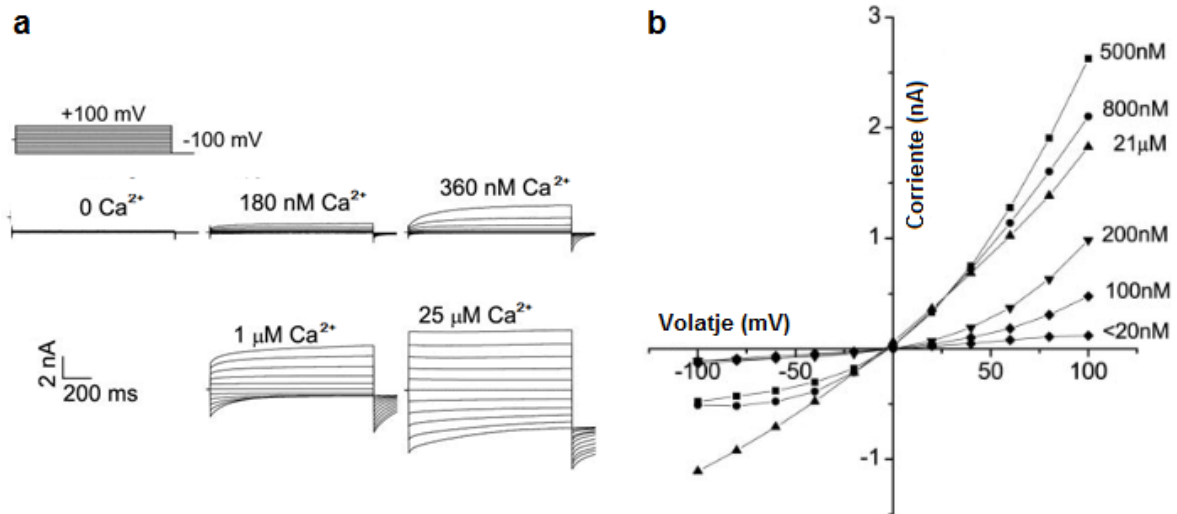 a
+100 mV
-100 mV
0 Ca²⁺
180 nM Ca²⁺
360 nM Ca²⁺
1 µM Ca²⁺
25 µM Ca²⁺
2 nA
200 ms
b
3
2
1
-1
Corriente (nA)
Volatje (mV)
-100
-50
50
100
500nM
800nM
21µM
200nM
100nM
<20nM